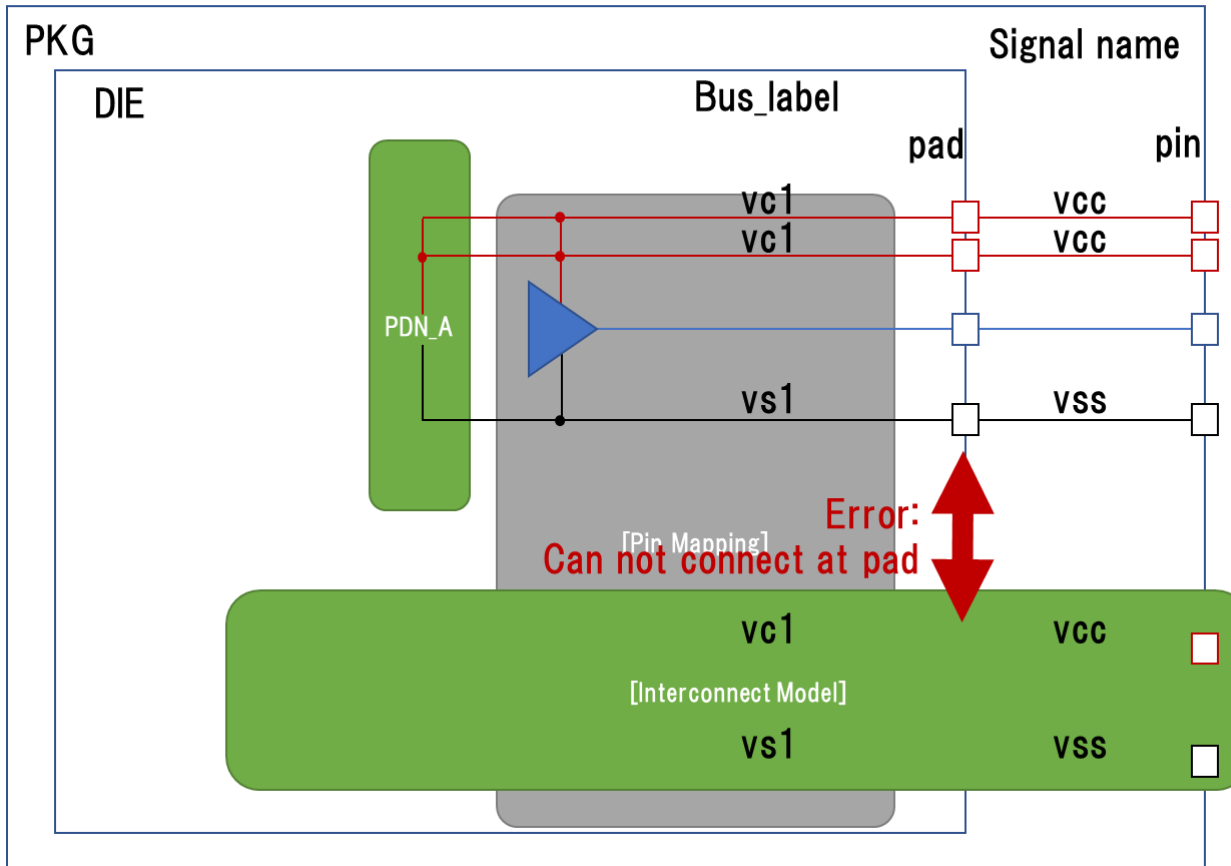 PKG
Signal name
DIE
Bus_label
pad
pin
vc1
vcc
vc1
vcc
PDN_A
vs1
vss
Error:
[Pin Mapping]
Can not connect at pad
vc1
vcc
[Interconnect Model]
vs1
vss